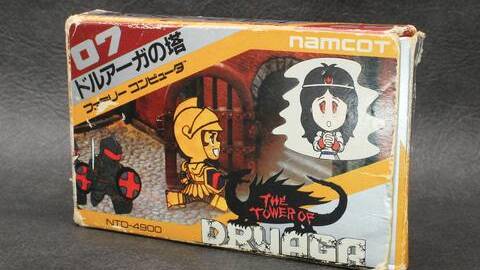 07
namcot
ドルアーガの塔
ファミリー コンピュータ
THE
TOWER OF
DRUAGA
NTD-4900